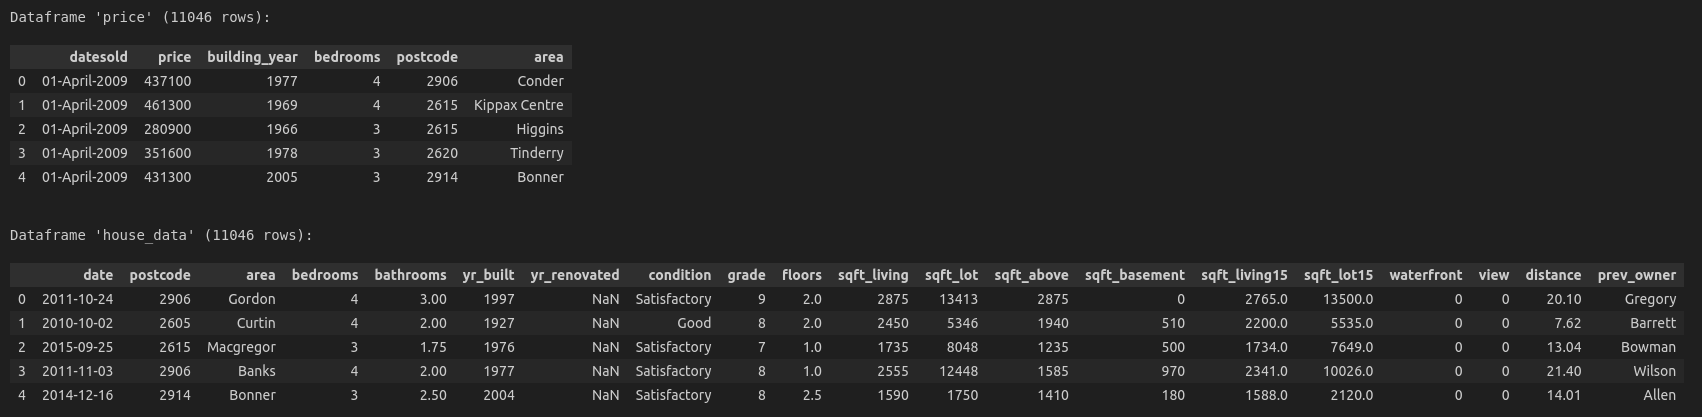 Dataframe 'price' (11046 rows):
datesold price building_year bedrooms postcode area
0 01-April-2009 437100 1977 4 2906 Conder
1 01-April-2009 461300 1969 4 2615 Kippax Centre
2 01-April-2009 280900 1966 3 2615 Higgins
3 01-April-2009 351600 1978 3 2620 Tinderry
4 01-April-2009 431300 2005 3 2914 Bonner
Dataframe 'house_data' (11046 rows):
date postcode area bedrooms bathrooms yr_built yr_renovated condition grade floors sqft_living sqft_lot sqft_above sqft_basement sqft_living15 sqft_lot15 waterfront view distance prev_owner
0 2011-10-24 2906 Gordon 4 3.00 1997 NaN Satisfactory 9 2.0 2875 13413 2875 0 2765.0 13500.0 0 0 20.10 Gregory
1 2010-10-02 2605 Curtin 4 2.00 1927 NaN Good 8 2.0 2450 5346 1940 510 2200.0 5535.0 0 0 7.62 Barrett
2 2015-09-25 2615 Macgregor 3 1.75 1976 NaN Satisfactory 7 1.0 1735 8048 1235 500 1734.0 7649.0 0 0 13.04 Bowman
3 2011-11-03 2906 Banks 4 2.00 1977 NaN Satisfactory 8 1.0 2555 12448 1585 970 2341.0 10026.0 0 0 21.40 Wilson
4 2014-12-16 2914 Bonner 3 2.50 2004 NaN Satisfactory 8 2.5 1590 1750 1410 180 1588.0 2120.0 0 0 14.01 Allen